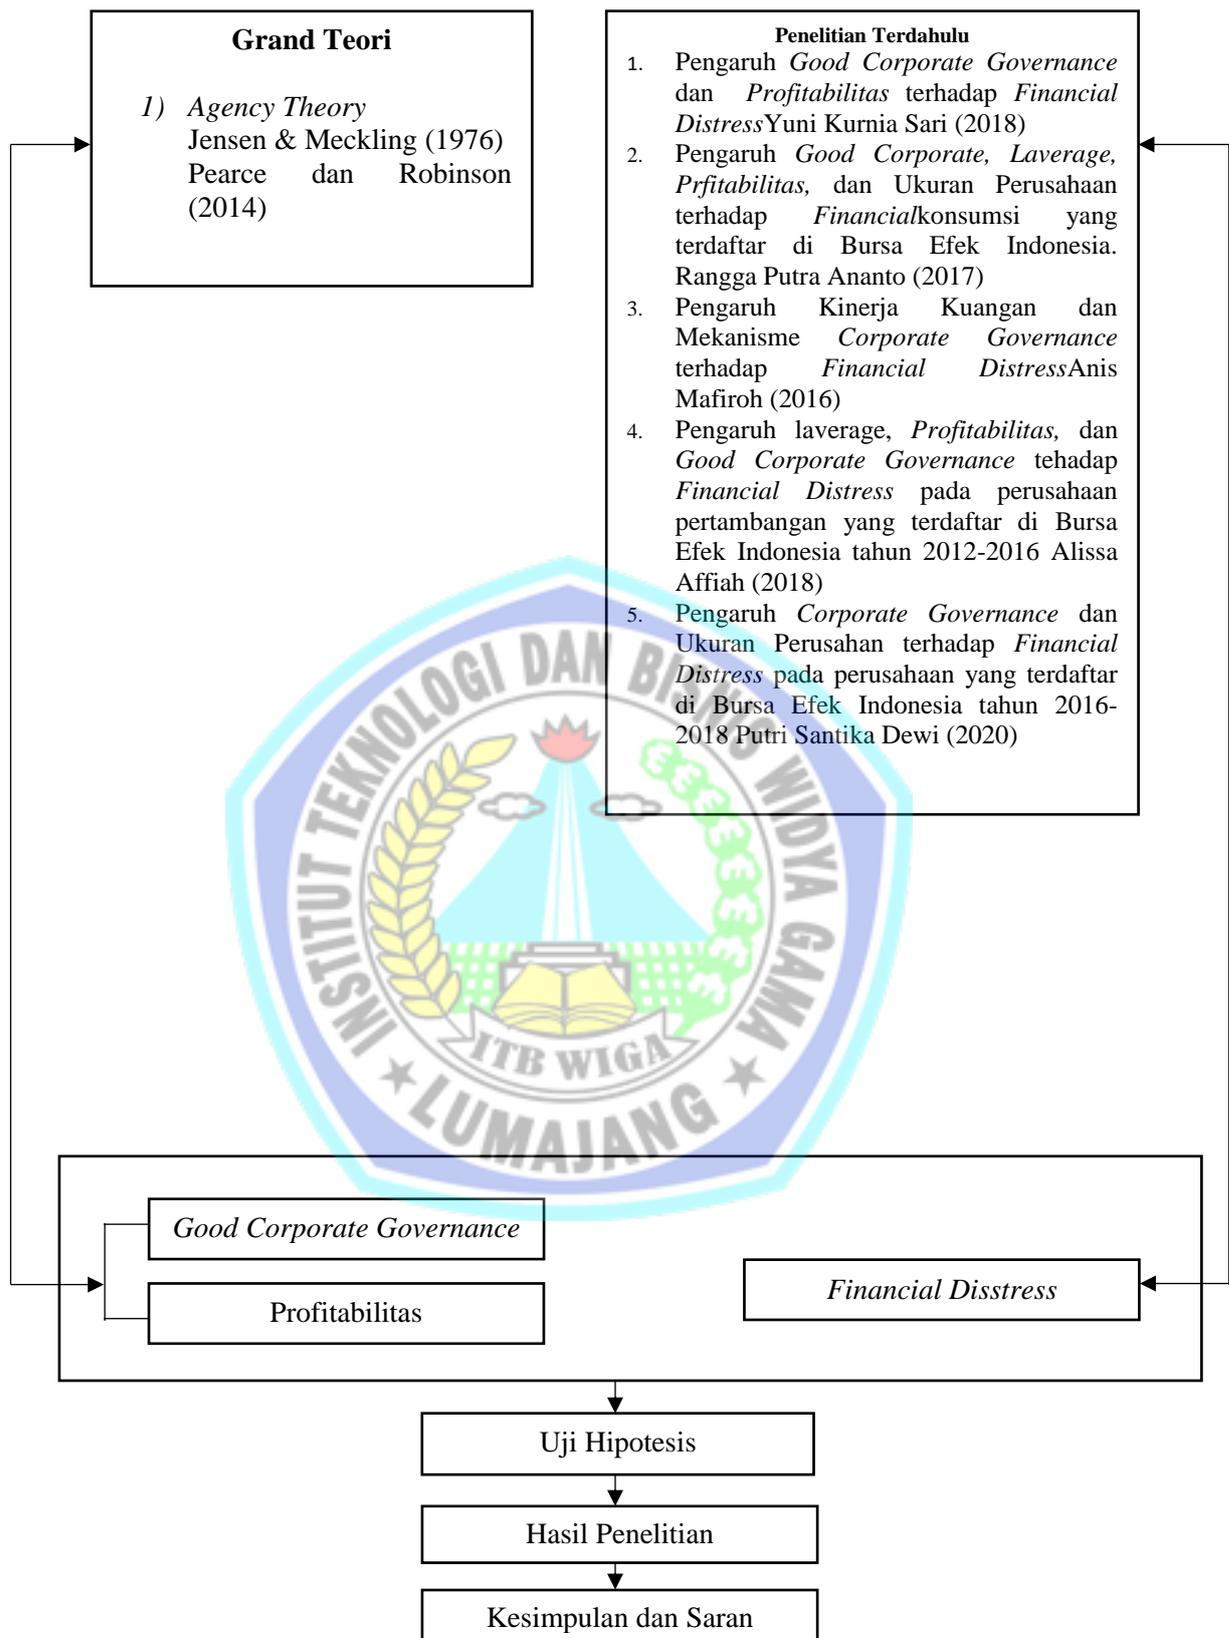 Grand Teori
1) Agency Theory
Jensen & Meckling (1976)
Pearce dan Robinson
(2014)
Penelitian Terdahulu
1. Pengaruh Good Corporate Governance
dan Profitabilitas terhadap Financial
DistressYuni Kurnia Sari (2018)
2. Pengaruh Good Corporate, Laverage,
Prfitabilitas, dan Ukuran Perusahaan
terhadap Financialkonsumsi yang
terdaftar di Bursa Efek Indonesia.
Rangga Putra Ananto (2017)
3. Pengaruh Kinerja Kuangan dan
Mekanisme Corporate Governance
terhadap Financial DistressAnis
Mafiroh (2016)
4. Pengaruh laverage, Profitabilitas, dan
Good Corporate Governance tehadap
Financial Distress pada perusahaan
pertambangan yang terdaftar di Bursa
Efek Indonesia tahun 2012-2016 Alissa
Affiah (2018)
5. Pengaruh Corporate Governance dan
Ukuran Perusahan terhadap Financial
Distress pada perusahaan yang terdaftar
di Bursa Efek Indonesia tahun 2016-
2018 Putri Santika Dewi (2020)
INSTITUT TEKNOLOGI DAN BISNIS WIDYA GAMA
ITB WIGA
LUMAJANG
Good Corporate Governance
Profitabilitas
Financial Disstress
Uji Hipotesis
Hasil Penelitian
Kesimpulan dan Saran